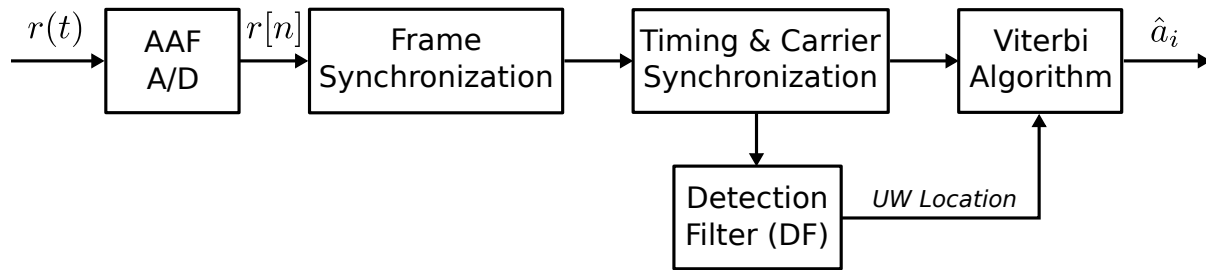 r(t)
AAF
A/D
r[n]
Frame
Synchronization
Timing & Carrier
Synchronization
Viterbi
Algorithm
â_i
Detection
Filter (DF)
UW Location